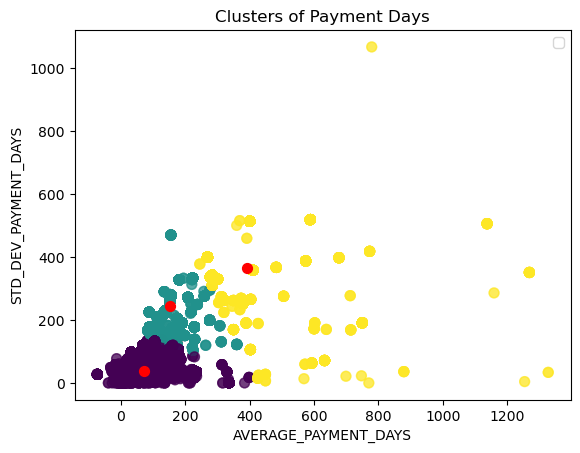 Clusters of Payment Days
1000
800
600
400
200
0
STD_DEV_PAYMENT_DAYS
0 200 400 600 800 1000 1200
AVERAGE_PAYMENT_DAYS